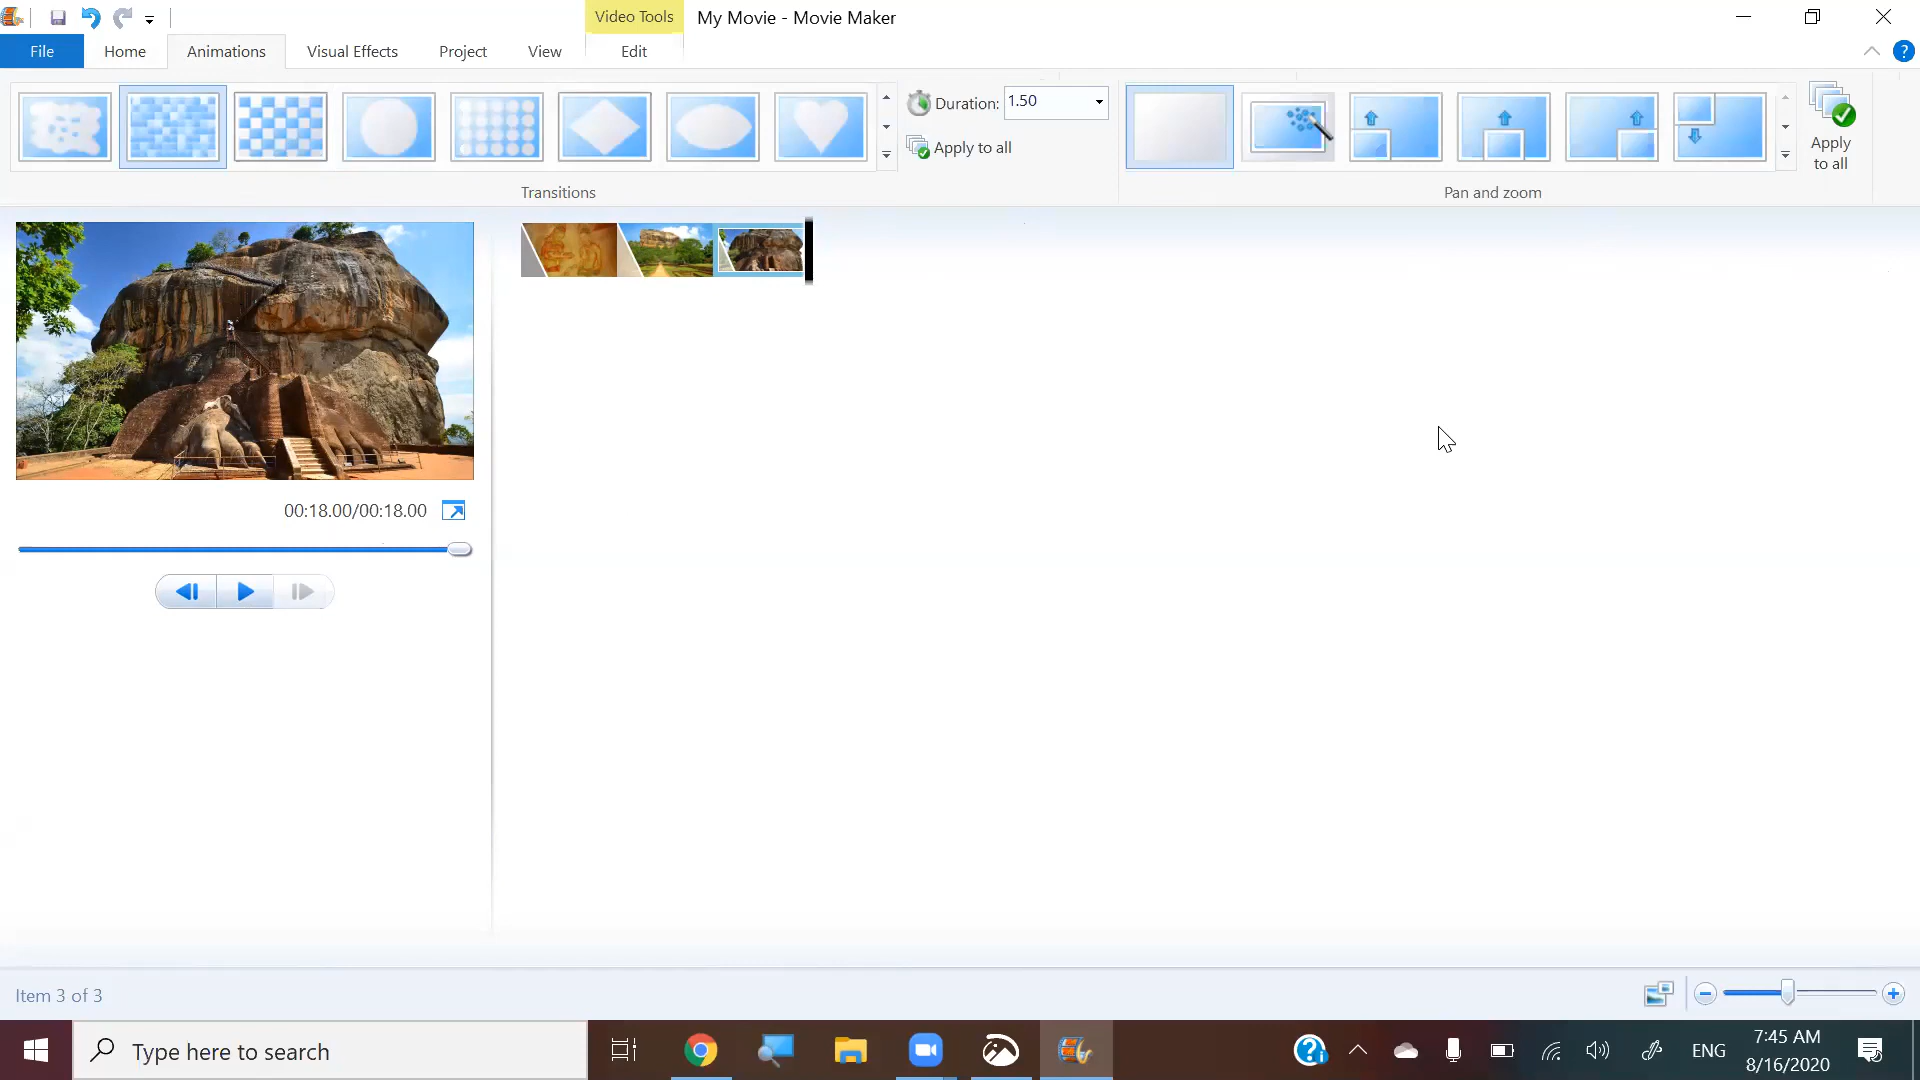 Video Tools
My Movie - Movie Maker
File
Home
Animations
Visual Effects
Project
View
Edit
?
Duration:
1.50
Apply to all
Apply
to all
Transitions
Pan and zoom
00:18.00/00:18.00
Item 3 of 3
Type here to search
ENG
7:45 AM
8/16/2020